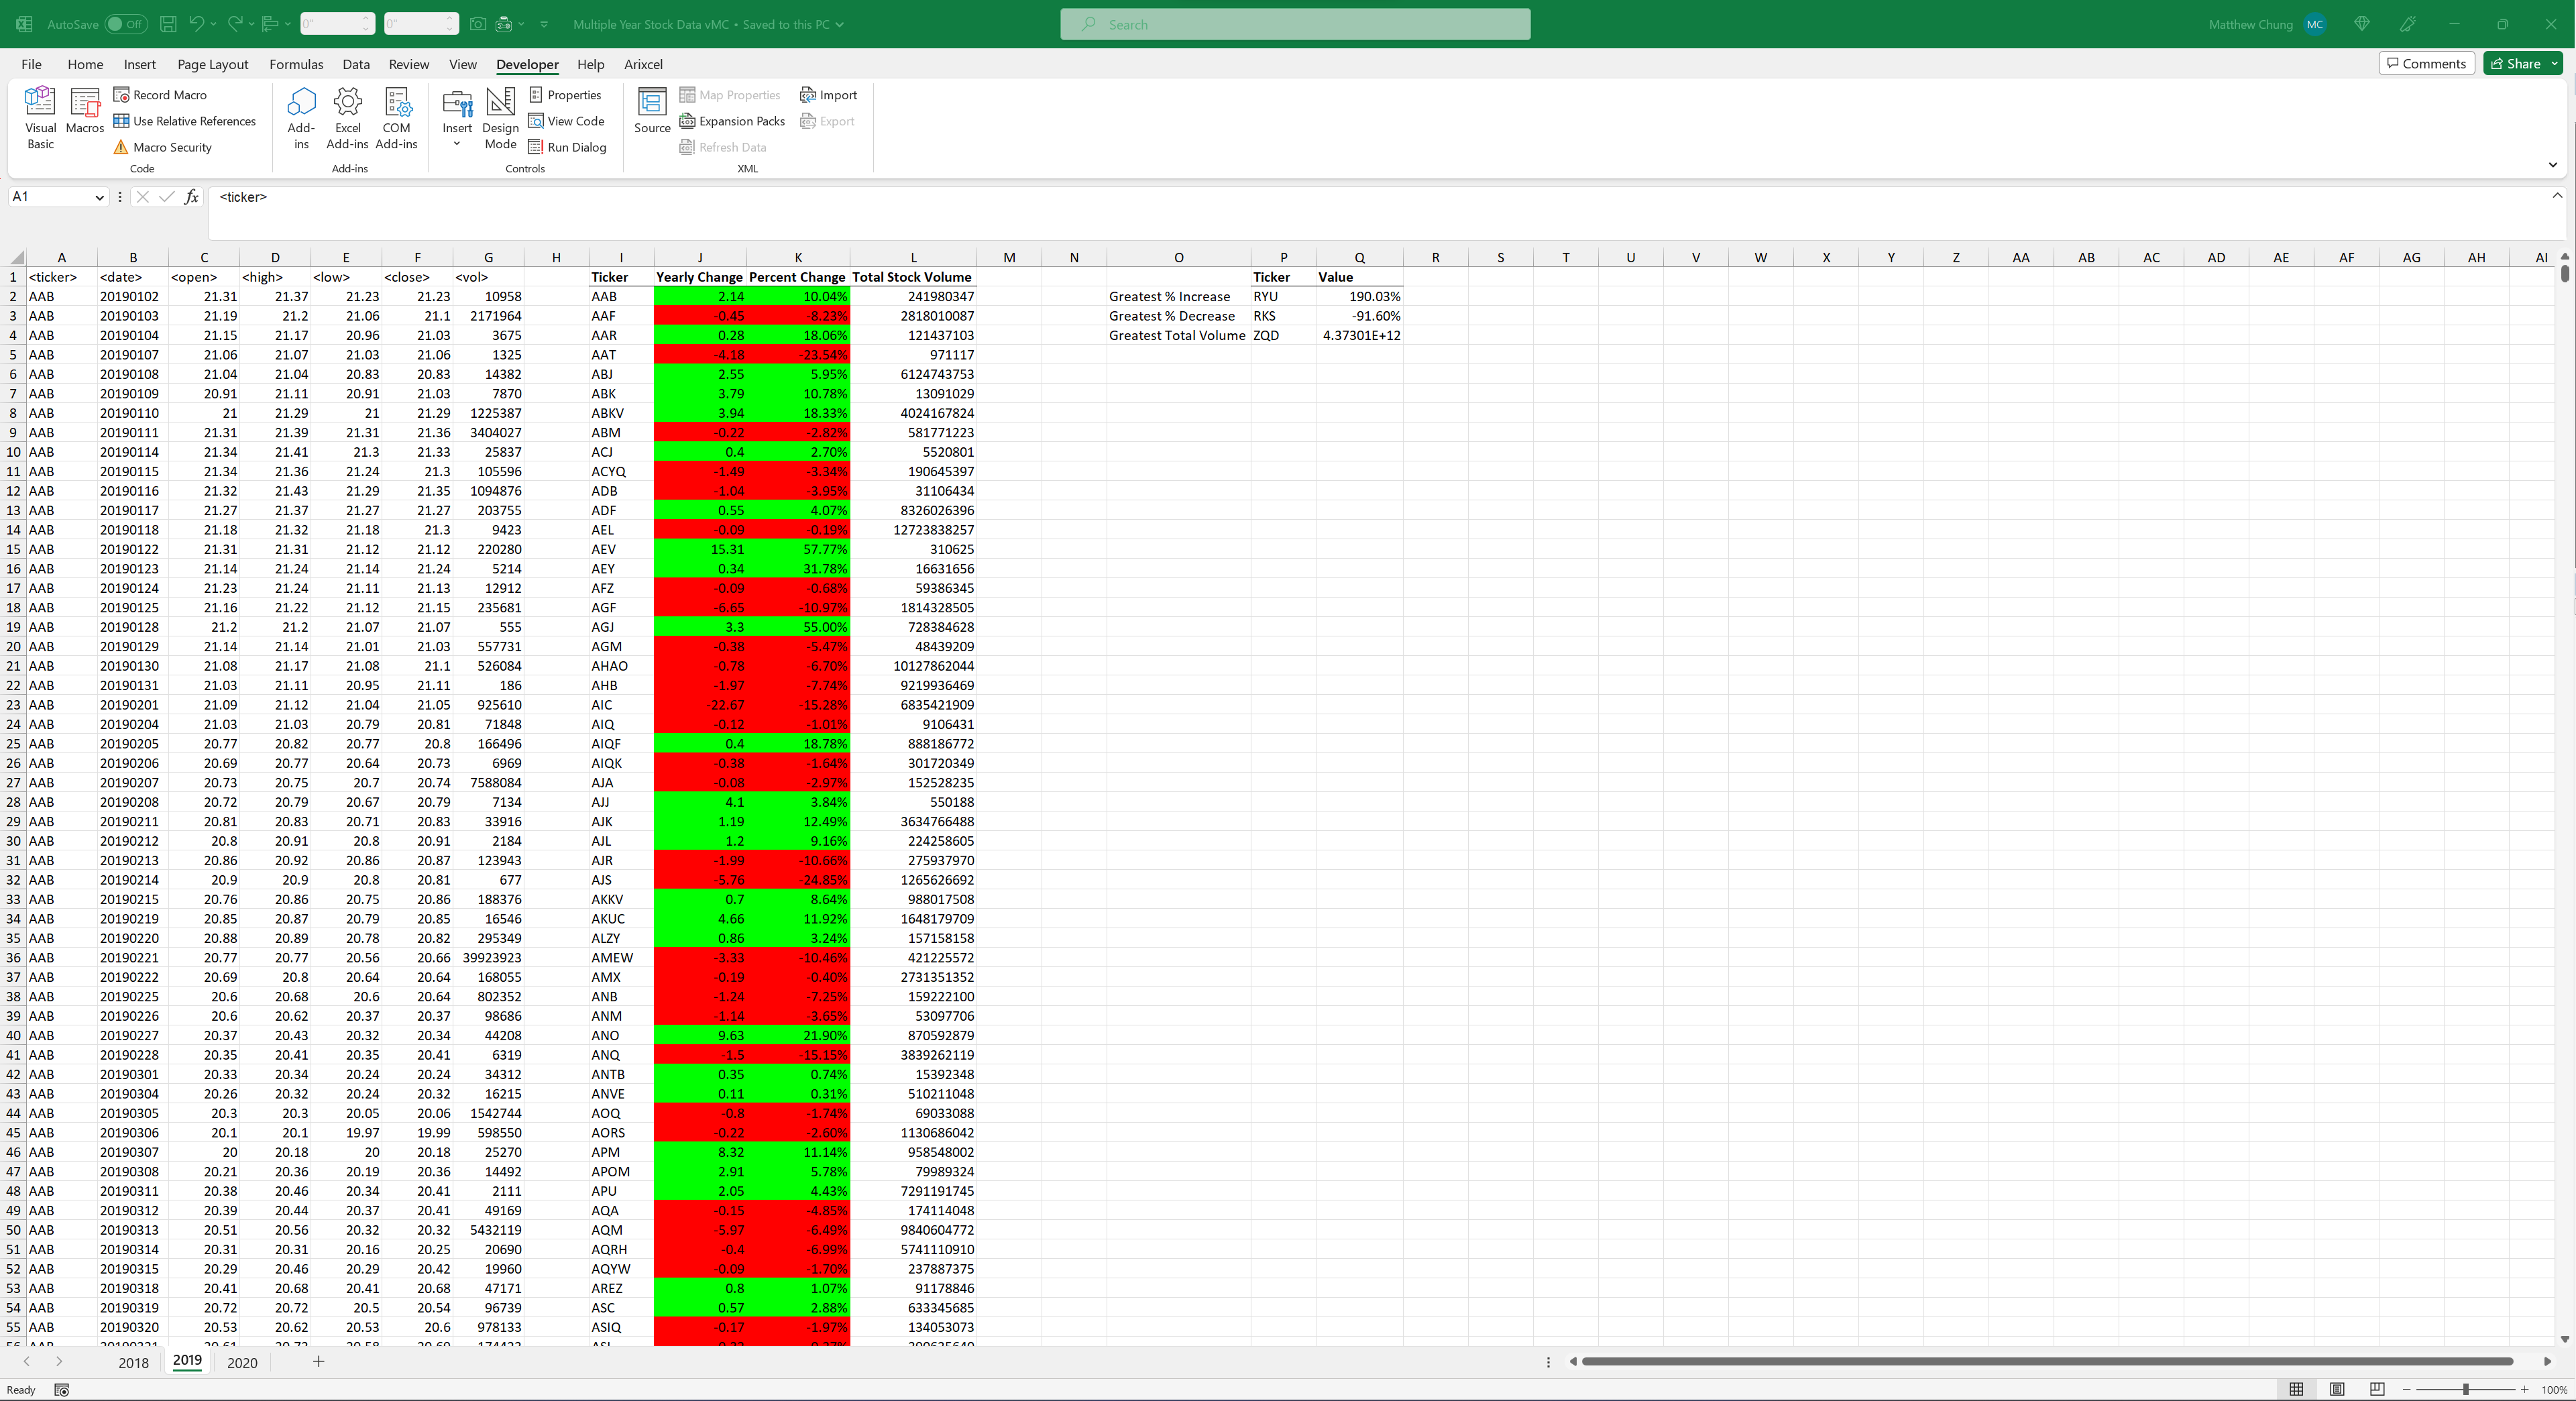 AutoSave Off 0" 0" Multiple Year Stock Data vMC • Saved to this PC Search Matthew Chung MC
File Home Insert Page Layout Formulas Data Review View Developer Help Arixcel Comments Share
Visual Basic Macros Record Macro Use Relative References Macro Security Code
Add-ins Excel Add-ins COM Add-ins Add-ins
Insert Design Mode Properties View Code Run Dialog Controls
Source Map Properties Expansion Packs Refresh Data Import Export XML
A1 fx <ticker>
A B C D E F G H I J K L M N O P Q R S T U V W X Y Z AA AB AC AD AE AF AG AH AI
1 <ticker> <date> <open> <high> <low> <close> <vol> Ticker Yearly Change Percent Change Total Stock Volume Ticker Value
2 AAB 20190102 21.31 21.37 21.23 21.23 10958 AAB 2.14 10.04% 241980347 Greatest % Increase RYU 190.03%
3 AAB 20190103 21.19 21.2 21.06 21.1 2171964 AAF -0.45 -8.23% 2818010087 Greatest % Decrease RKS -91.60%
4 AAB 20190104 21.15 21.17 20.96 21.03 3675 AAR 0.28 18.06% 121437103 Greatest Total Volume ZQD 4.37301E+12
5 AAB 20190107 21.06 21.07 21.03 21.06 1325 AAT -4.18 -23.54% 971117
6 AAB 20190108 21.04 21.04 20.83 20.83 14382 ABJ 2.55 5.95% 6124743753
7 AAB 20190109 20.91 21.11 20.91 21.03 7870 ABK 3.79 10.78% 13091029
8 AAB 20190110 21 21.29 21 21.29 1225387 ABKV 3.94 18.33% 4024167824
9 AAB 20190111 21.31 21.39 21.31 21.36 3404027 ABM -0.22 -2.82% 581771223
10 AAB 20190114 21.34 21.41 21.3 21.33 25837 ACJ 0.4 2.70% 5520801
11 AAB 20190115 21.34 21.36 21.24 21.3 105596 ACYQ -1.49 -3.34% 190645397
12 AAB 20190116 21.32 21.43 21.29 21.35 1094876 ADB -1.04 -3.95% 31106434
13 AAB 20190117 21.27 21.37 21.27 21.27 203755 ADF 0.55 4.07% 8326026396
14 AAB 20190118 21.18 21.32 21.18 21.3 9423 AEL -0.09 -0.19% 12723838257
15 AAB 20190122 21.31 21.31 21.12 21.12 220280 AEV 15.31 57.77% 310625
16 AAB 20190123 21.14 21.24 21.14 21.24 5214 AEY 0.34 31.78% 16631656
17 AAB 20190124 21.23 21.24 21.11 21.13 12912 AFZ -0.09 -0.68% 59386345
18 AAB 20190125 21.16 21.22 21.12 21.15 235681 AGF -6.65 -10.97% 1814328505
19 AAB 20190128 21.2 21.2 21.07 21.07 555 AGJ 3.3 55.00% 728384628
20 AAB 20190129 21.14 21.14 21.01 21.03 557731 AGM -0.38 -5.47% 48439209
21 AAB 20190130 21.08 21.17 21.08 21.1 526084 AHAO -0.78 -6.70% 10127862044
22 AAB 20190131 21.03 21.11 20.95 21.11 186 AHB -1.97 -7.74% 9219936469
23 AAB 20190201 21.09 21.12 21.04 21.05 925610 AIC -22.67 -15.28% 6835421909
24 AAB 20190204 21.03 21.03 20.79 20.81 71848 AIQ -0.12 -1.01% 9106431
25 AAB 20190205 20.77 20.82 20.77 20.8 166496 AIQF 0.4 18.78% 888186772
26 AAB 20190206 20.69 20.77 20.64 20.73 6969 AIQK -0.38 -1.64% 301720349
27 AAB 20190207 20.73 20.75 20.7 20.74 7588084 AJA -0.08 -2.97% 152528235
28 AAB 20190208 20.72 20.79 20.67 20.79 7134 AJJ 4.1 3.84% 550188
29 AAB 20190211 20.81 20.83 20.71 20.83 33916 AJK 1.19 12.49% 3634766488
30 AAB 20190212 20.8 20.91 20.8 20.91 2184 AJL 1.2 9.16% 224258605
31 AAB 20190213 20.86 20.92 20.86 20.87 123943 AJR -1.99 -10.66% 275937970
32 AAB 20190214 20.9 20.9 20.8 20.81 677 AJS -5.76 -24.85% 1265626692
33 AAB 20190215 20.76 20.86 20.75 20.86 188376 AKKV 0.7 8.64% 988017508
34 AAB 20190219 20.85 20.87 20.79 20.85 16546 AKUC 4.66 11.92% 1648179709
35 AAB 20190220 20.88 20.89 20.78 20.82 295349 ALZY 0.86 3.24% 157158158
36 AAB 20190221 20.77 20.77 20.56 20.66 39923923 AMEW -3.33 -10.46% 421225572
37 AAB 20190222 20.69 20.8 20.64 20.64 168055 AMX -0.19 -0.40% 2731351352
38 AAB 20190225 20.6 20.68 20.6 20.64 802352 ANB -1.24 -7.25% 159222100
39 AAB 20190226 20.6 20.62 20.37 20.37 98686 ANM -1.14 -3.65% 53097706
40 AAB 20190227 20.37 20.43 20.32 20.34 44208 ANO 9.63 21.90% 870592879
41 AAB 20190228 20.35 20.41 20.35 20.41 6319 ANQ -1.5 -15.15% 3839262119
42 AAB 20190301 20.33 20.34 20.24 20.24 34312 ANTB 0.35 0.74% 15392348
43 AAB 20190304 20.26 20.32 20.24 20.32 16215 ANVE 0.11 0.31% 510211048
44 AAB 20190305 20.3 20.3 20.05 20.06 1542744 AOQ -0.8 -1.74% 69033088
45 AAB 20190306 20.1 20.1 19.97 19.99 598550 AORS -0.22 -2.60% 1130686042
46 AAB 20190307 20 20.18 20 20.18 25270 APM 8.32 11.14% 958548002
47 AAB 20190308 20.21 20.36 20.19 20.36 14492 APOM 2.91 5.78% 79989324
48 AAB 20190311 20.38 20.46 20.34 20.41 2111 APU 2.05 4.43% 7291191745
49 AAB 20190312 20.39 20.44 20.37 20.41 49169 AQA -0.15 -4.85% 174114048
50 AAB 20190313 20.51 20.56 20.32 20.32 5432119 AQM -5.97 -6.49% 9840604772
51 AAB 20190314 20.31 20.31 20.16 20.25 20690 AQRH -0.4 -6.99% 5741110910
52 AAB 20190315 20.29 20.46 20.29 20.42 19960 AQYW -0.09 -1.70% 237887375
53 AAB 20190318 20.41 20.68 20.41 20.68 47171 AREZ 0.8 1.07% 91178846
54 AAB 20190319 20.72 20.72 20.5 20.54 96739 ASC 0.57 2.88% 633345685
55 AAB 20190320 20.53 20.62 20.53 20.6 978133 ASIQ -0.17 -1.97% 134053073
2018 2019 2020
Ready 100%